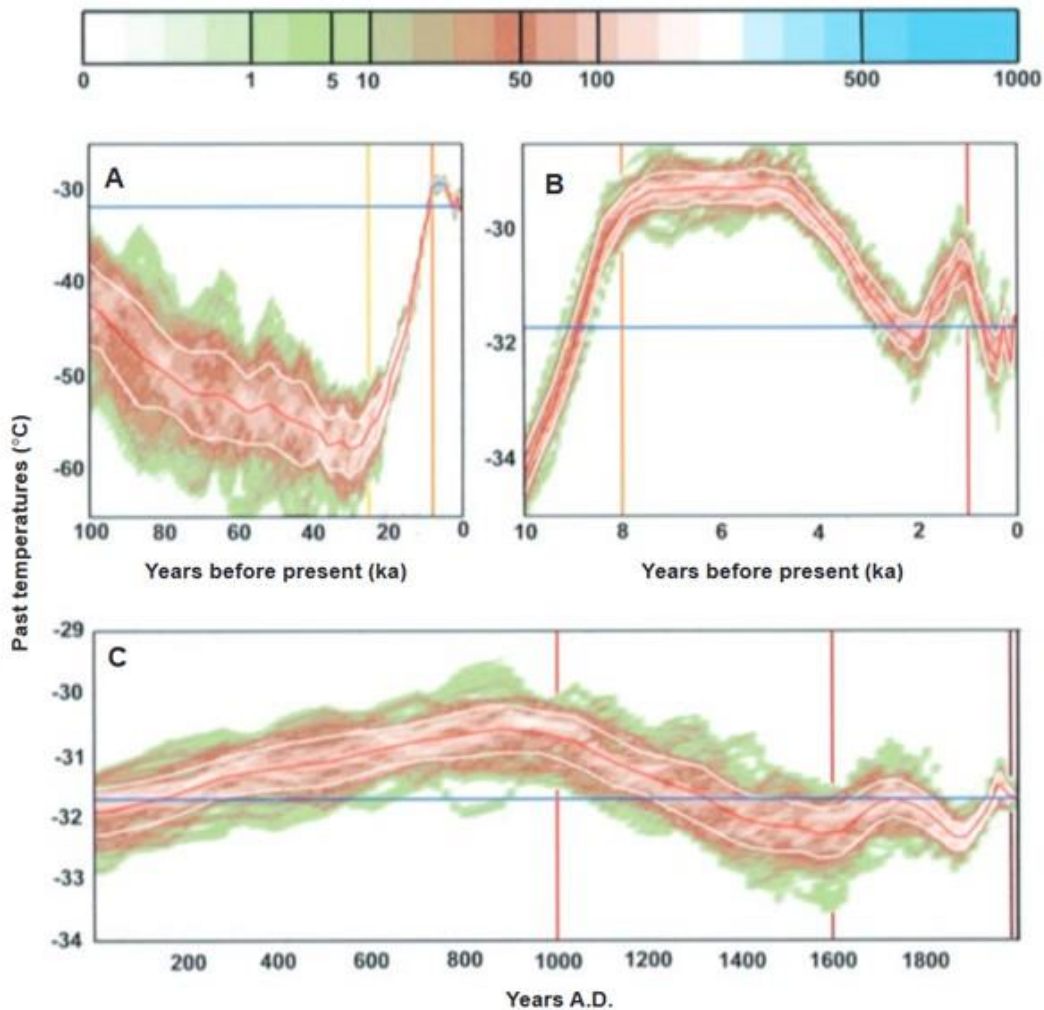 0 1 5 10 50 100 500 1000
A
-30
-40
-50
-60
100 80 60 40 20 0
Years before present (ka)
B
-30
-32
-34
10 8 6 4 2 0
Years before present (ka)
Past temperatures (°C)
C
-29
-30
-31
-32
-33
-34
200 400 600 800 1000 1200 1400 1600 1800
Years A.D.